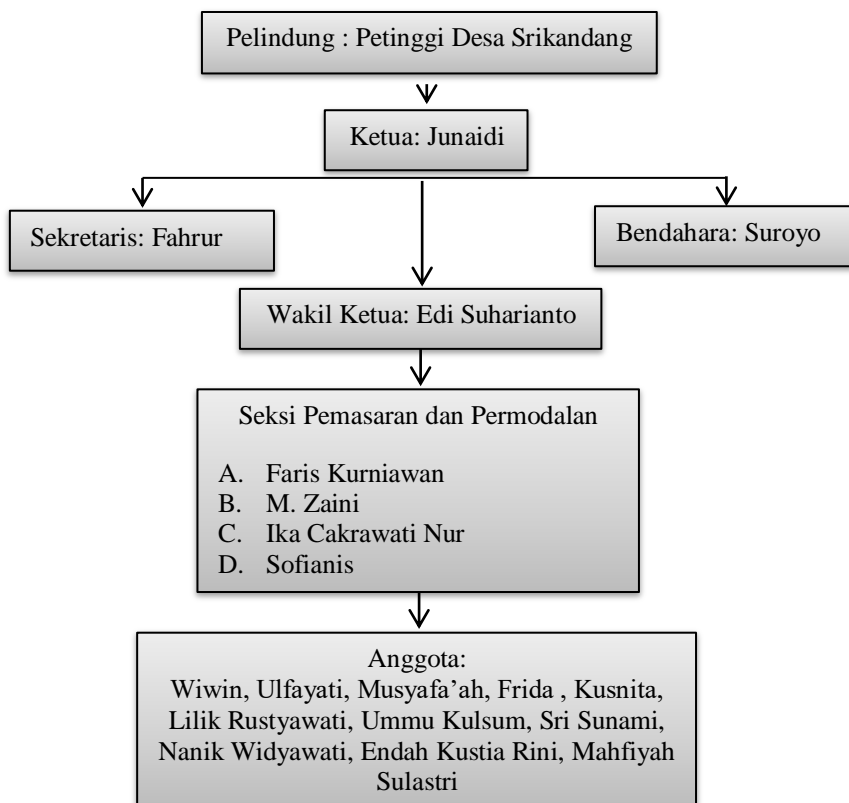 Pelindung : Petinggi Desa Srikandang
Ketua: Junaidi
Sekretaris: Fahrur
Bendahara: Suroyo
Wakil Ketua: Edi Suharianto
Seksi Pemasaran dan Permodalan
A. Faris Kurniawan
B. M. Zaini
C. Ika Cakrawati Nur
D. Sofianis
Anggota:
Wiwin, Ulfayati, Musyafa’ah, Frida , Kusnita,
Lilik Rustyawati, Ummu Kulsum, Sri Sunami,
Nanik Widyawati, Endah Kustia Rini, Mahfiyah
Sulastri